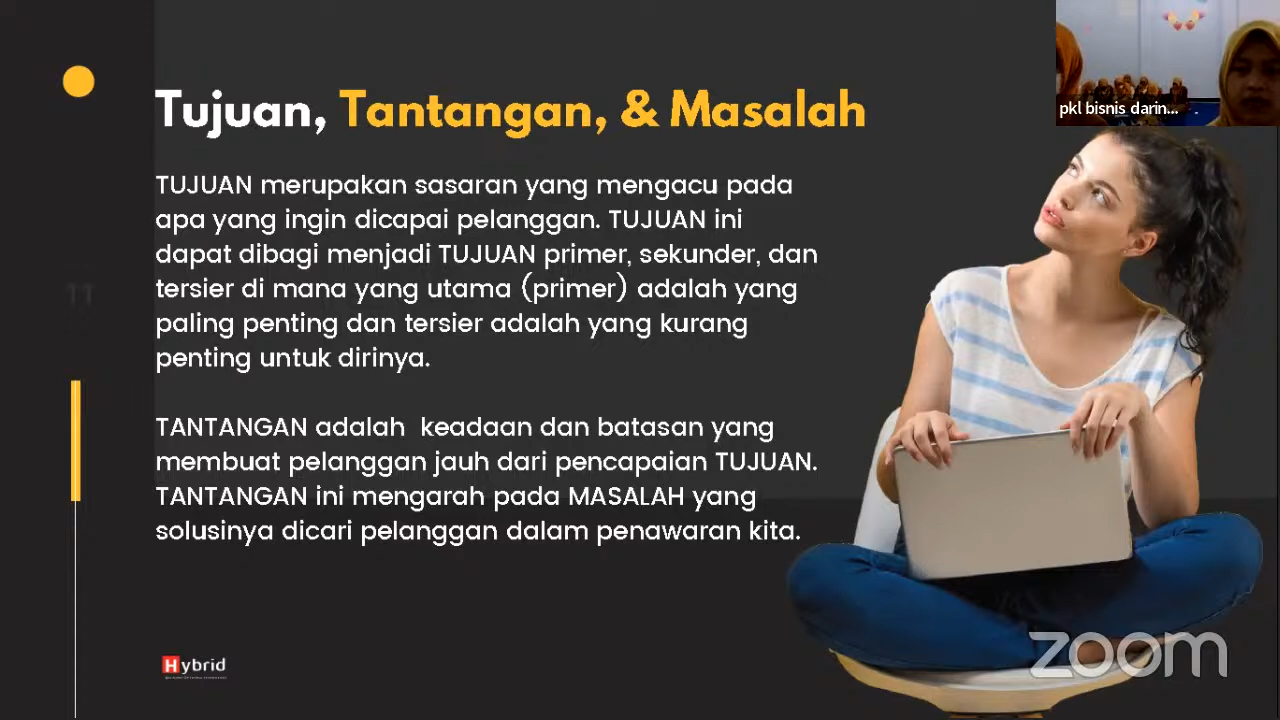 Tujuan, Tantangan, & Masalah
TUJUAN merupakan sasaran yang mengacu pada
apa yang ingin dicapai pelanggan. TUJUAN ini
dapat dibagi menjadi TUJUAN primer, sekunder, dan
tersier di mana yang utama (primer) adalah yang
paling penting dan tersier adalah yang kurang
penting untuk dirinya.
TANTANGAN adalah keadaan dan batasan yang
membuat pelanggan jauh dari pencapaian TUJUAN.
TANTANGAN ini mengarah pada MASALAH yang
solusinya dicari pelanggan dalam penawaran kita.
11
pkl bisnis darin...
Hybrid
zoom